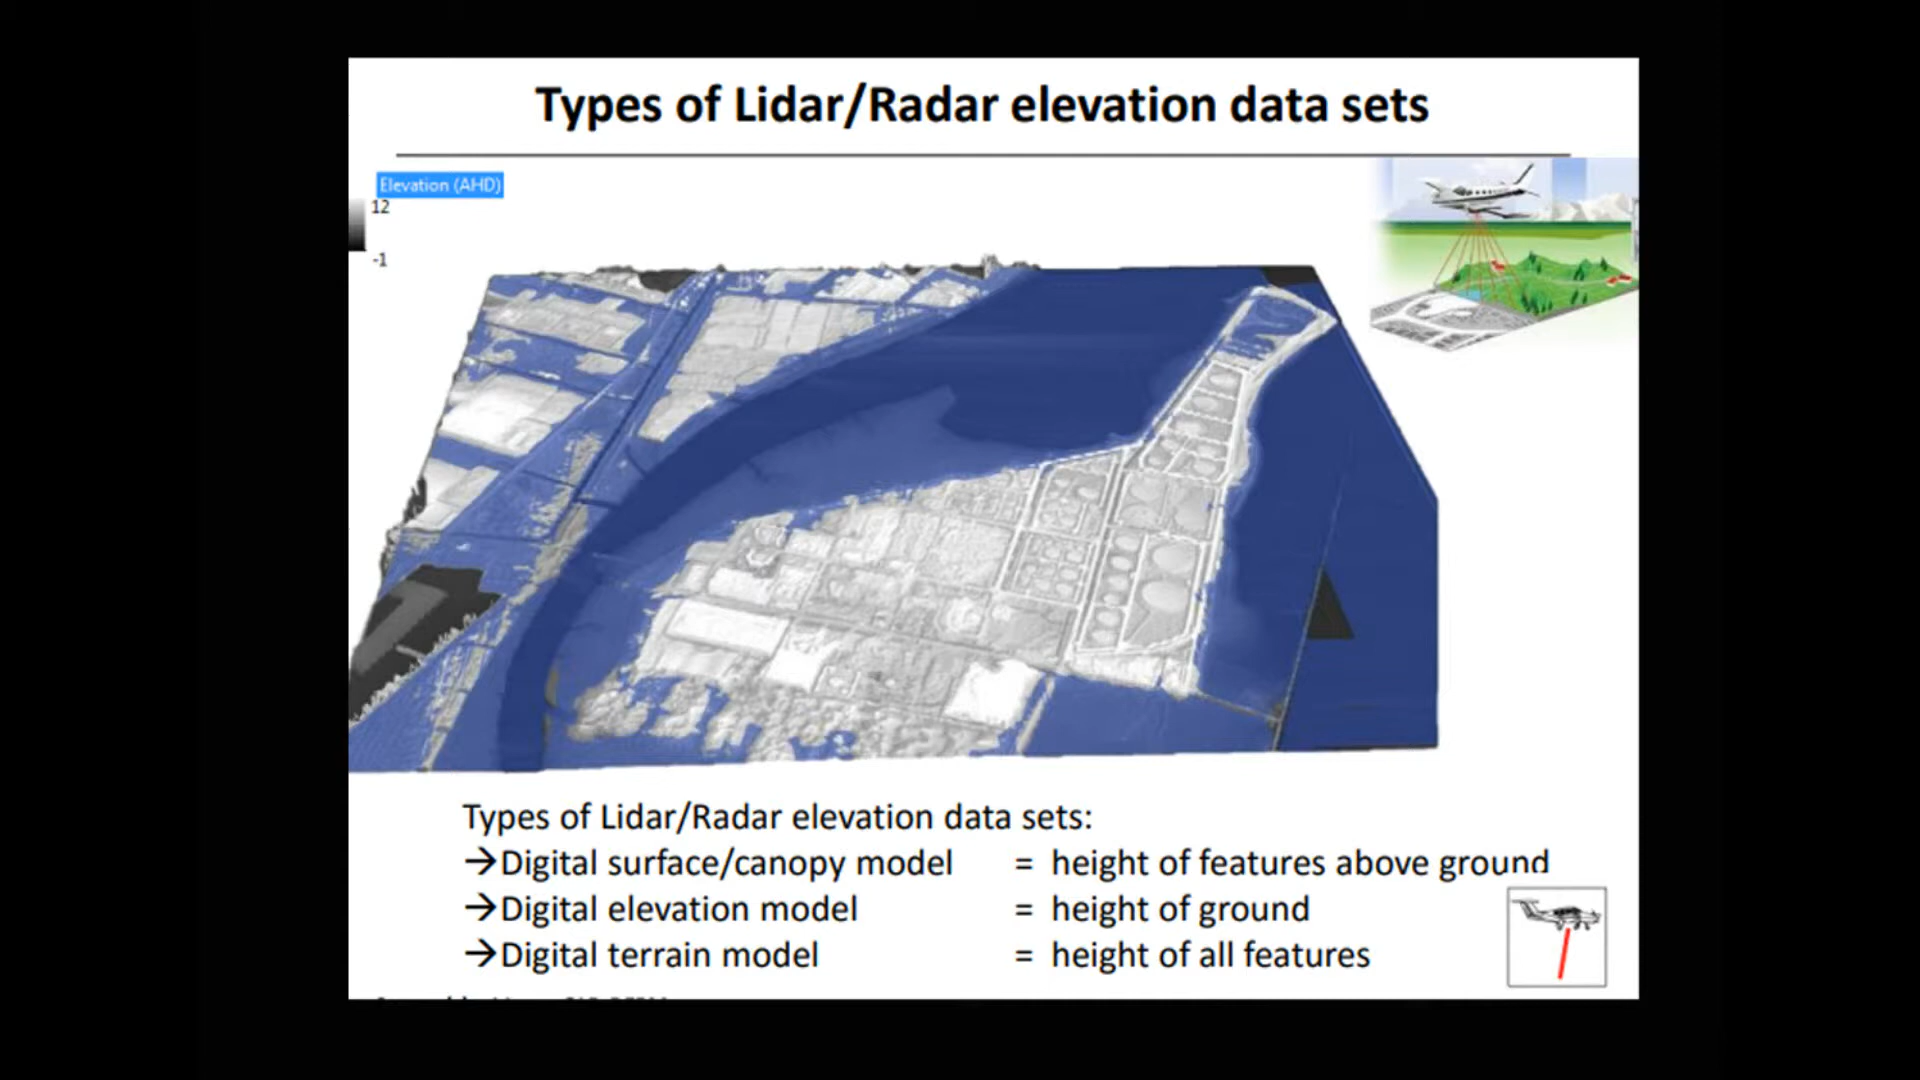 Types of Lidar/Radar elevation data sets
Elevation (AHD)
12
-1
Types of Lidar/Radar elevation data sets:
→Digital surface/canopy model = height of features above ground
→Digital elevation model = height of ground
→Digital terrain model = height of all features